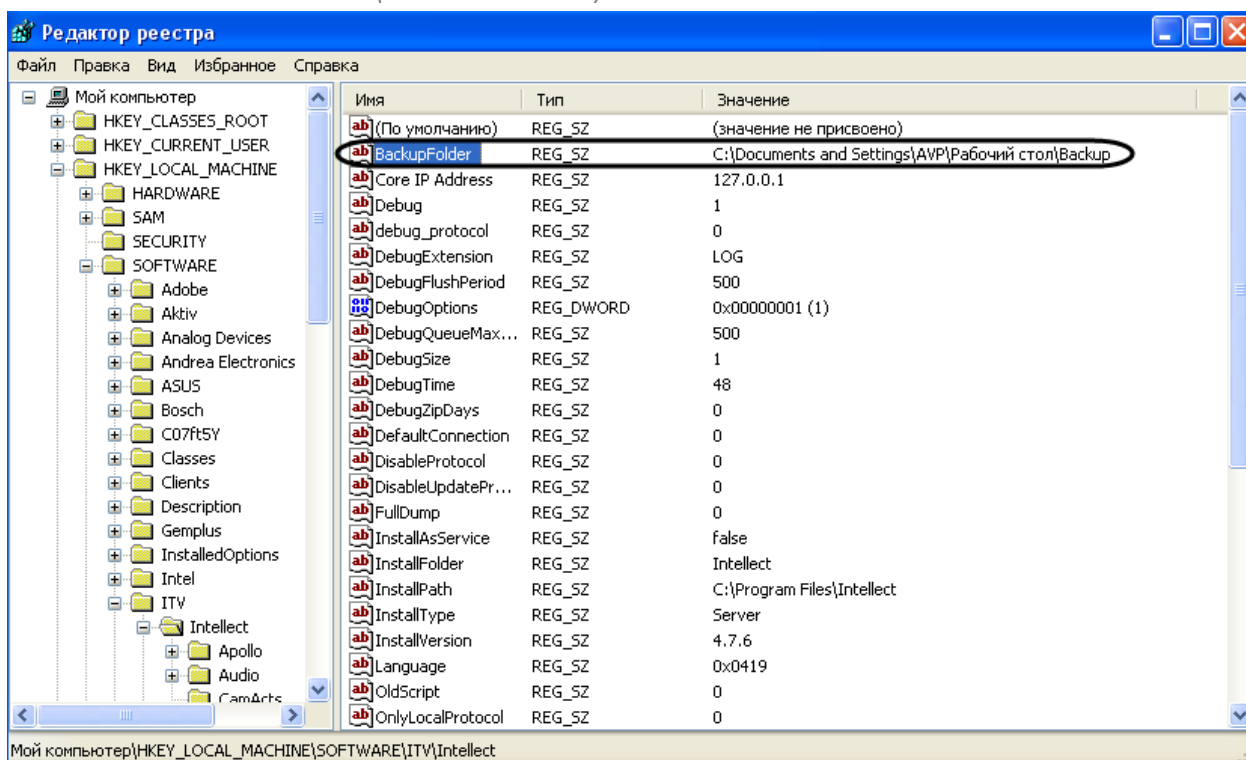 Редактор реестра
Файл Правка Вид Избранное Справка
Мой компьютер
HKEY_CLASSES_ROOT
HKEY_CURRENT_USER
HKEY_LOCAL_MACHINE
HARDWARE
SAM
SECURITY
SOFTWARE
Adobe
Aktiv
Analog Devices
Andrea Electronics
ASUS
Bosch
C07ft5Y
Classes
Clients
Description
Gemplus
InstalledOptions
Intel
ITV
Intellect
Apollo
Audio
CamActs
Имя Тип Значение
(По умолчанию) REG_SZ (значение не присвоено)
BackupFolder REG_SZ C:\Documents and Settings\AVP\Рабочий стол\Backup
Core IP Address REG_SZ 127.0.0.1
Debug REG_SZ 1
debug_protocol REG_SZ 0
DebugExtension REG_SZ LOG
DebugFlushPeriod REG_SZ 500
DebugOptions REG_DWORD 0x00000001 (1)
DebugQueueMax... REG_SZ 500
DebugSize REG_SZ 1
DebugTime REG_SZ 48
DebugZipDays REG_SZ 0
DefaultConnection REG_SZ 0
DisableProtocol REG_SZ 0
DisableUpdatePr... REG_SZ 0
FullDump REG_SZ 0
InstallAsService REG_SZ false
InstallFolder REG_SZ Intellect
InstallPath REG_SZ C:\Program Files\Intellect
InstallType REG_SZ Server
InstallVersion REG_SZ 4.7.6
Language REG_SZ 0x0419
OldScript REG_SZ 0
OnlyLocalProtocol REG_SZ 0
Мой компьютер\HKEY_LOCAL_MACHINE\SOFTWARE\ITV\Intellect